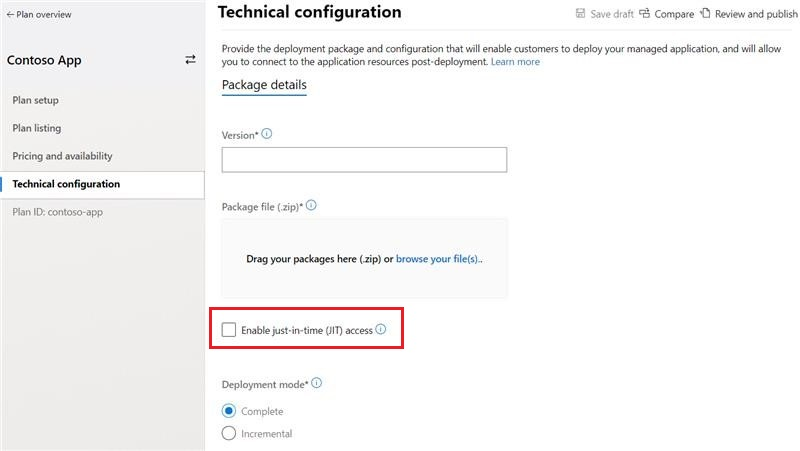 ← Plan overview
Contoso App
Plan setup
Plan listing
Pricing and availability
Technical configuration
Plan ID: contoso-app
Technical configuration
Save draft Compare Review and publish
Provide the deployment package and configuration that will enable customers to deploy your managed application, and will allow
you to connect to the application resources post-deployment. Learn more
Package details
Version*
Package file (.zip)*
Drag your packages here (.zip) or browse your file(s)..
Enable just-in-time (JIT) access
Deployment mode*
Complete
Incremental